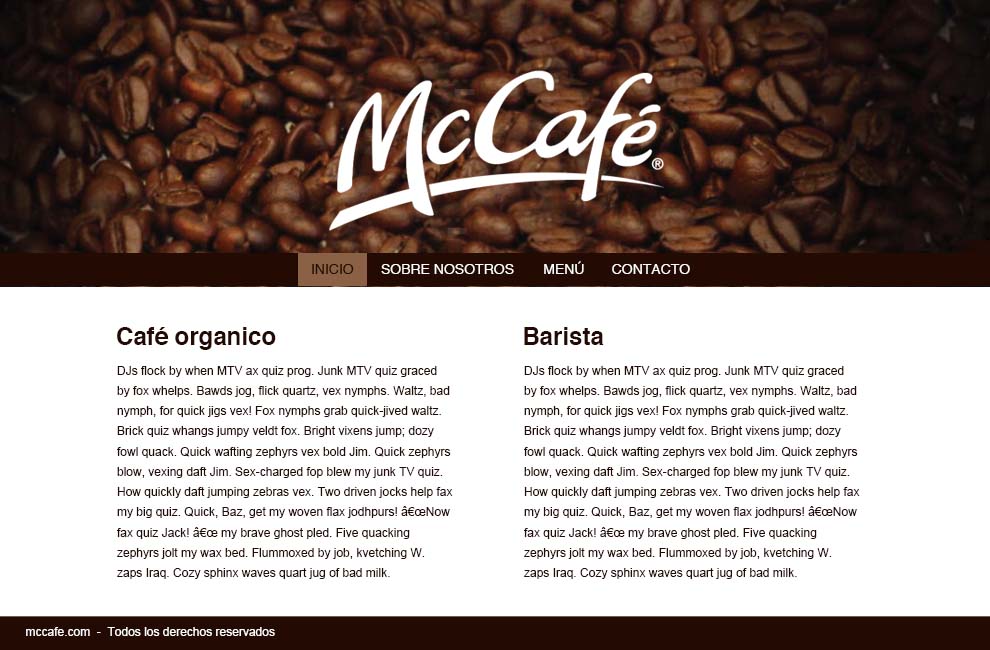 McCafé®
INICIO SOBRE NOSOTROS MENÚ CONTACTO
Café organico
DJs flock by when MTV ax quiz prog. Junk MTV quiz graced
by fox whelps. Bawds jog, flick quartz, vex nymphs. Waltz, bad
nymph, for quick jigs vex! Fox nymphs grab quick-jived waltz.
Brick quiz whangs jumpy veldt fox. Bright vixens jump; dozy
fowl quack. Quick wafting zephyrs vex bold Jim. Quick zephyrs
blow, vexing daft Jim. Sex-charged fop blew my junk TV quiz.
How quickly daft jumping zebras vex. Two driven jocks help fax
my big quiz. Quick, Baz, get my woven flax jodhpurs! â€œNow
fax quiz Jack! â€œ my brave ghost pled. Five quacking
zephyrs jolt my wax bed. Flummoxed by job, kvetching W.
zaps Iraq. Cozy sphinx waves quart jug of bad milk.
Barista
DJs flock by when MTV ax quiz prog. Junk MTV quiz graced
by fox whelps. Bawds jog, flick quartz, vex nymphs. Waltz, bad
nymph, for quick jigs vex! Fox nymphs grab quick-jived waltz.
Brick quiz whangs jumpy veldt fox. Bright vixens jump; dozy
fowl quack. Quick wafting zephyrs vex bold Jim. Quick zephyrs
blow, vexing daft Jim. Sex-charged fop blew my junk TV quiz.
How quickly daft jumping zebras vex. Two driven jocks help fax
my big quiz. Quick, Baz, get my woven flax jodhpurs! â€œNow
fax quiz Jack! â€œ my brave ghost pled. Five quacking
zephyrs jolt my wax bed. Flummoxed by job, kvetching W.
zaps Iraq. Cozy sphinx waves quart jug of bad milk.
mccafe.com - Todos los derechos reservados